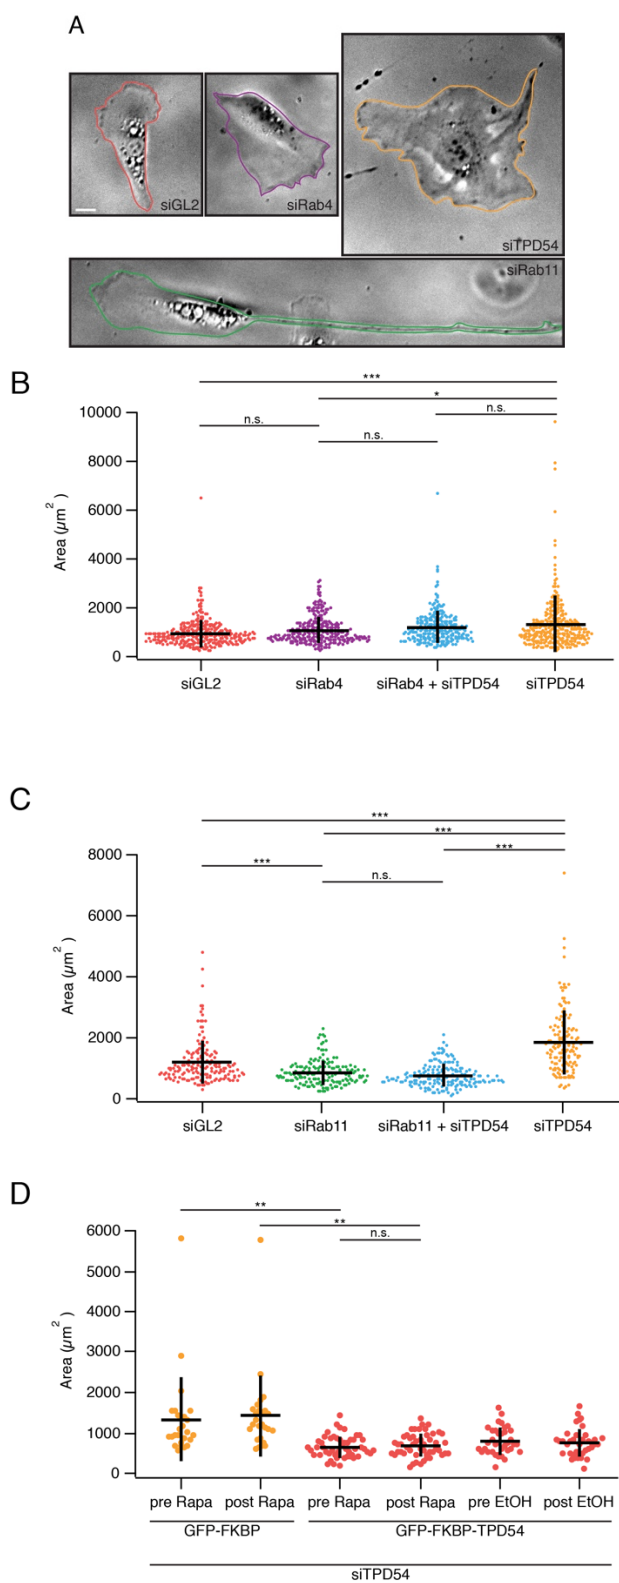 A
siGL2
siRab4
siTPD54
siRab11
B
***
*
n.s.
n.s.
n.s.
10000
8000
6000
4000
2000
0
Area (µm²)
siGL2
siRab4
siRab4 + siTPD54
siTPD54
C
***
***
***
***
n.s.
8000
6000
4000
2000
0
Area (µm²)
siGL2
siRab11
siRab11 + siTPD54
siTPD54
D
**
**
n.s.
6000
5000
4000
3000
2000
1000
0
Area (µm²)
pre Rapa
post Rapa
pre Rapa
post Rapa
pre EtOH
post EtOH
GFP-FKBP
GFP-FKBP-TPD54
siTPD54